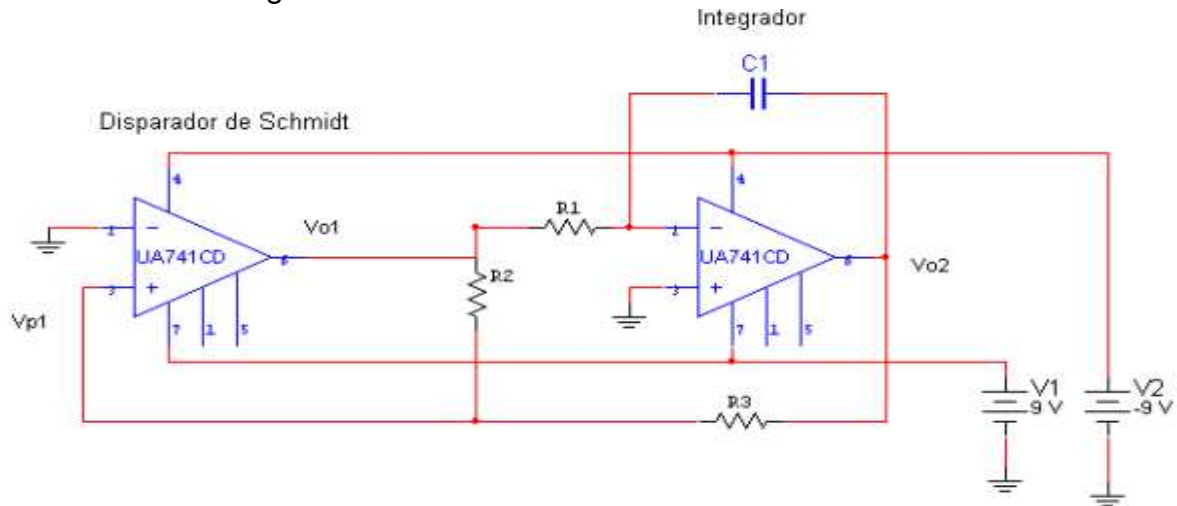 Integrador
C1
Disparador de Schmidt
4
4
R1
Vo1
2
UA741CD
6
R2
2
UA741CD
6
Vo2
3
3
Vp1
7
1
5
7
1
5
R3
V1
9 V
V2
-9 V